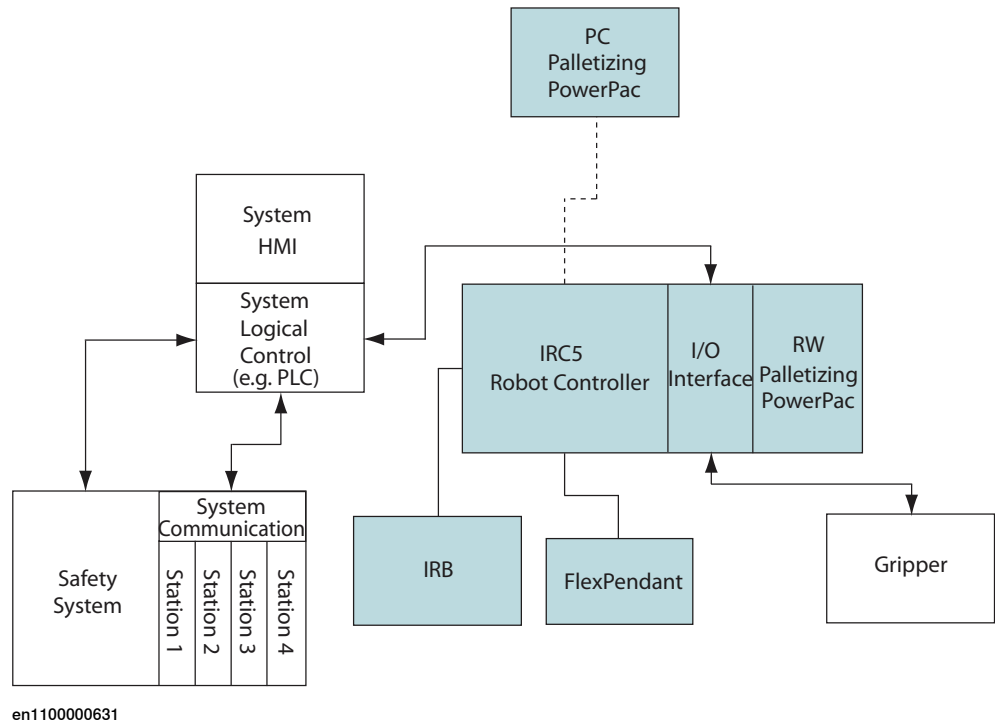 PC
Palletizing
PowerPac
System
HMI
System
Logical
Control
(e.g. PLC)
IRC5
Robot Controller
I/O
Interface
RW
Palletizing
PowerPac
Safety
System
System
Communication
Station 1
Station 2
Station 3
Station 4
IRB
FlexPendant
Gripper
en1100000631